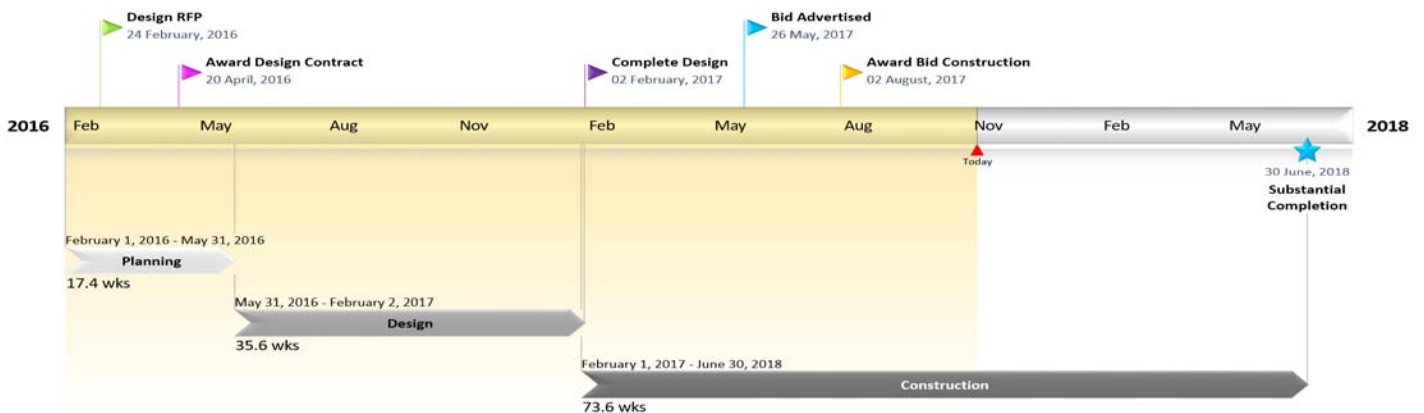 Design RFP
24 February, 2016
Bid Advertised
26 May, 2017
Award Design Contract
20 April, 2016
Complete Design
02 February, 2017
Award Bid Construction
02 August, 2017
2016 Feb May Aug Nov Feb May Aug Nov Feb May 2018
Today
30 June, 2018
Substantial
Completion
February 1, 2016 - May 31, 2016
Planning
17.4 wks
May 31, 2016 - February 2, 2017
Design
35.6 wks
February 1, 2017 - June 30, 2018
Construction
73.6 wks